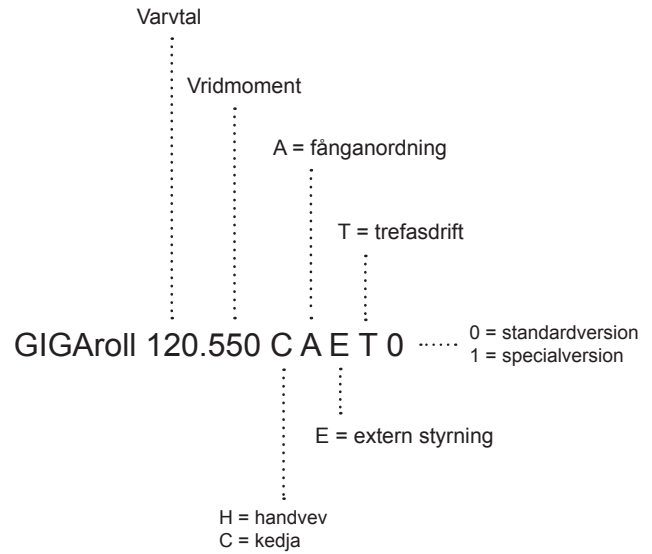 Varvtal
Vridmoment
A = fånganordning
T = trefasdrift
GIGAroll 120.550 C A E T 0
0 = standardversion
1 = specialversion
E = extern styrning
H = handvev
C = kedja